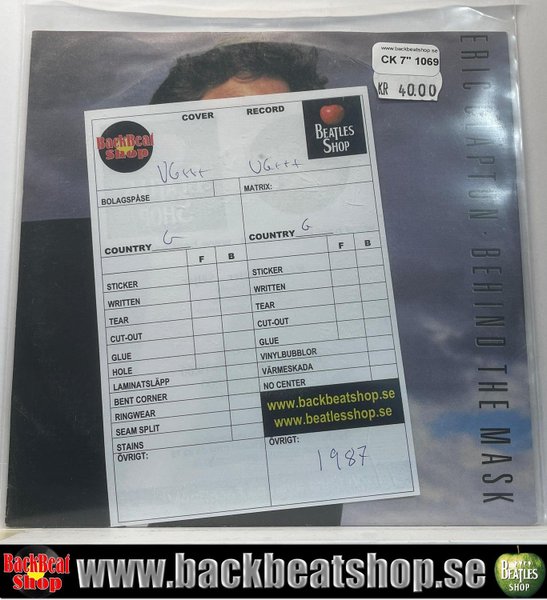 www.backbeatshop.se
CK 7" 1069
KR 40.00
ERIC CLAPTON · BEHIND THE MASK
COVER RECORD
BackBeat
Shop
BEATLES
SHOP
VG+++ VG+++
BOLAGSPÅSE MATRIX:
COUNTRY G COUNTRY G
F B F B
STICKER STICKER
WRITTEN WRITTEN
TEAR TEAR
CUT-OUT CUT-OUT
GLUE GLUE
HOLE VINYLBUBBLOR
LAMINATSLÄPP VÄRMESKADA
BENT CORNER NO CENTER
RINGWEAR
SEAM SPLIT
STAINS
www.backbeatshop.se
www.beatlesshop.se
ÖVRIGT: ÖVRIGT:
1987
BackBeat
Shop
www.backbeatshop.se
BEATLES
SHOP